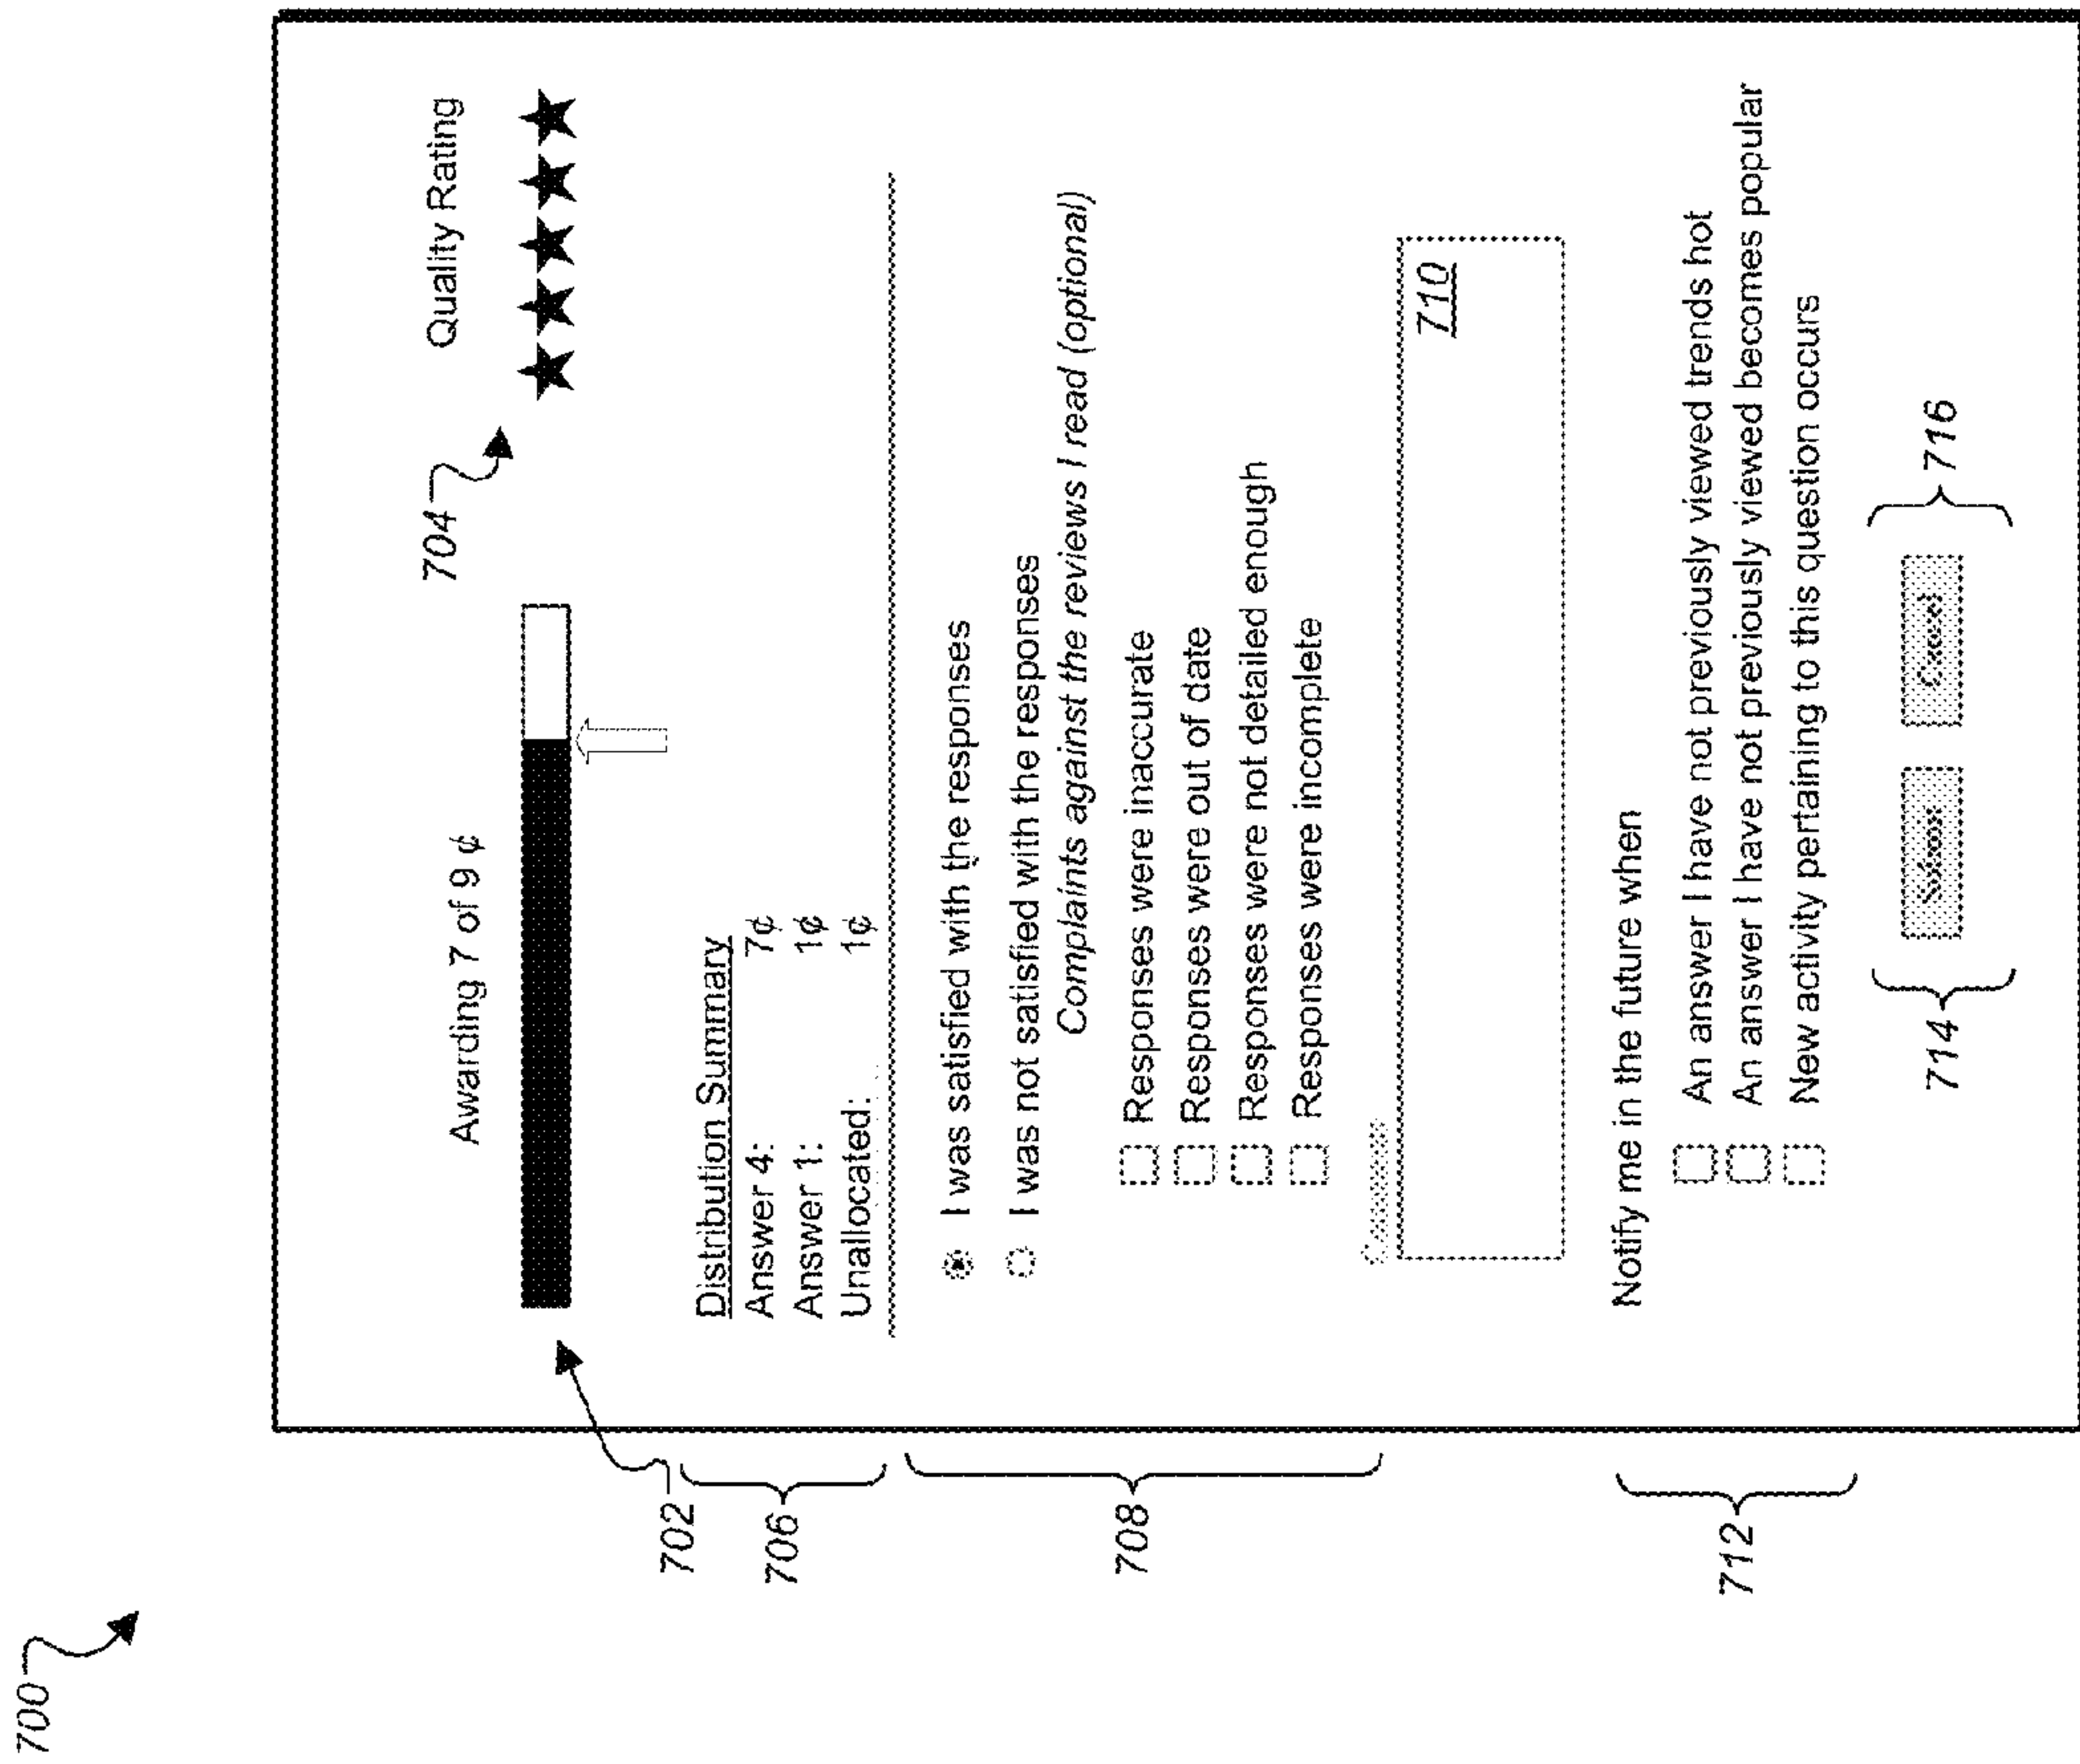 700
Awarding 7 of 9 ¢
704
Quality Rating
702
706
Distribution Summary
Answer 4: 7¢
Answer 1: 1¢
Unallocated: 1¢
708
I was satisfied with the responses
I was not satisfied with the responses
Complaints against the reviews I read (optional)
Responses were inaccurate
Responses were out of date
Responses were not detailed enough
Responses were incomplete
710
712
Notify me in the future when
An answer I have not previously viewed trends hot
An answer I have not previously viewed becomes popular
New activity pertaining to this question occurs
714
Cancel
716